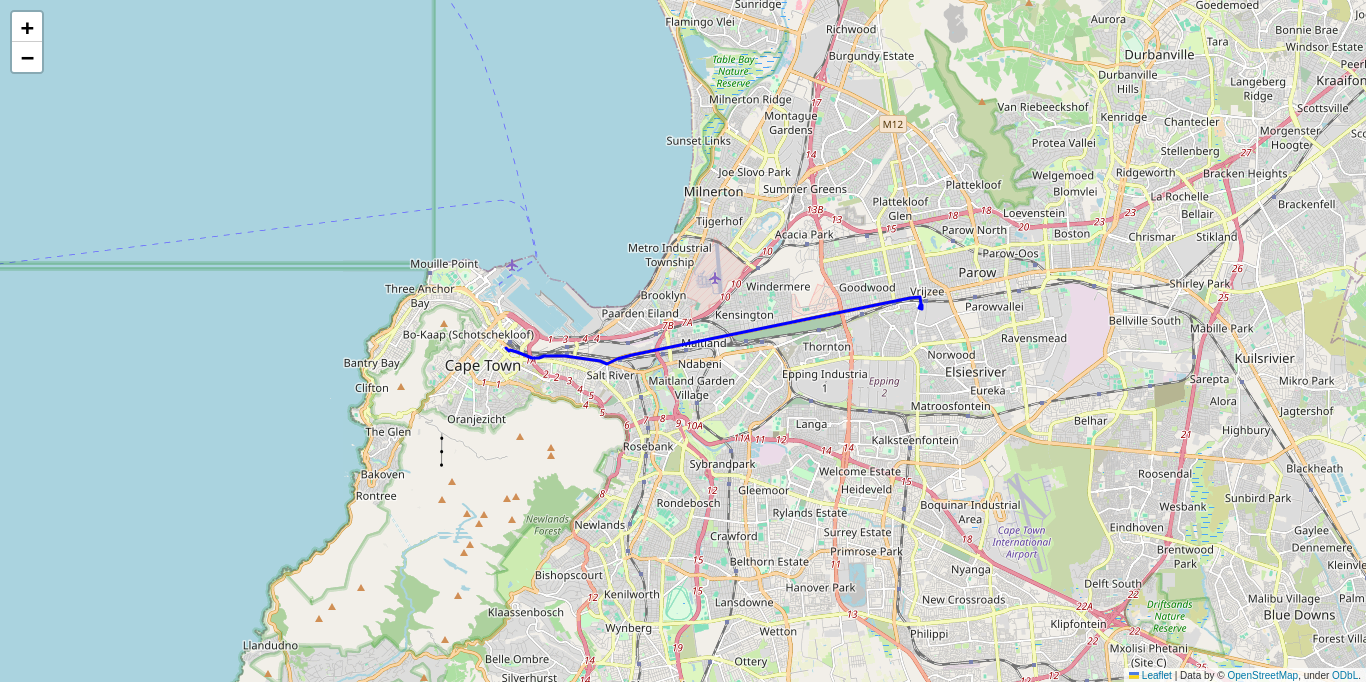 +
−
Sunridge
Goedemoed
Flamingo Vlei
Richwood
Aurora
Bonnie Brae
Tara
Windsor Estate
Durbanville
Table Bay
Nature
Reserve
Burgundy Estate
Durbanville
Hills
Langeberg
Ridge
Kraaifon
Milnerton Ridge
17
Van Riebeeckshof
Scottsville
Montague
Gardens
M12
Kenridge
Chantecler
Morgenster
Hoogte
Sunset Links
14
Protea Vallei
Stellenberg
27
Joe Slovo Park
Welgemoed
Ridgeworth
Bracken Heights
Milnerton
Summer Greens
Plattekloof
Blomvlei
La Rochelle
Plattekloof
Glen
Brackenfell
13B
13
18
18
Loevenstein
23
Bellair
Tijgerhof
15
Parow North
23
Acacia Park
Boston
Chrismar
Stikland
Metro Industrial
Township
10
Parow-Oos
25
Mouille Point
Parow
26
Three Anchor
Bay
Windermere
Goodwood
Vrijzee
Shirley Park
Brooklyn
10
10
Parowvallei
Paarden Eiland
Kensington
Bellville South
7B
7A
Mabille Park
Bo-Kaap (Schotschekloof)
1
3
4
4
Maitland
Thornton
Ravensmead
Bantry Bay
Cape Town
Norwood
Kuilsrivier
Ndabeni
Elsiesriver
Salt River
Epping Industria
1
Epping
2
Sarepta
Mikro Park
Clifton
1
1
2
2
3
4
5
Maitland Garden
Village
Eureka
Alora
Matroosfontein
Jagtershof
Oranjezicht
4
5
Belhar
The Glen
6
7
8
9
10A
Langa
Highbury
11A
11
12
Kalksteenfontein
21
Rosebank
14
14
Bakoven
Sybrandpark
Welcome Estate
Roosendal
Blackheath
Rontree
8
12
Gleemoor
Heideveld
15
Rondebosch
Boquinar Industrial
Area
Wesbank
Sunbird Park
Newlands
Forest
Newlands
Rylands Estate
Eindhoven
Cape Town
International
Airport
Crawford
Surrey Estate
Gaylee
Primrose Park
Brentwood
Park
Dennemere
15
Belthorn Estate
Bishopscourt
Nyanga
Kleinvle
Hanover Park
Delft South
Kenilworth
12
15
Lansdowne
New Crossroads
22A
22
Driftsands
Nature
Reserve
Malibu Village
Palm
Klaassenbosch
13
Blue Downs
Wynberg
Wetton
Philippi
Klipfontein
22
22
Forest Villa
Llandudno
19
14
Belle Ombre
Ottery
Mxolisi Phetani
(Site C)
Silverhurst
Leaflet | Data by © OpenStreetMap, under ODbL.